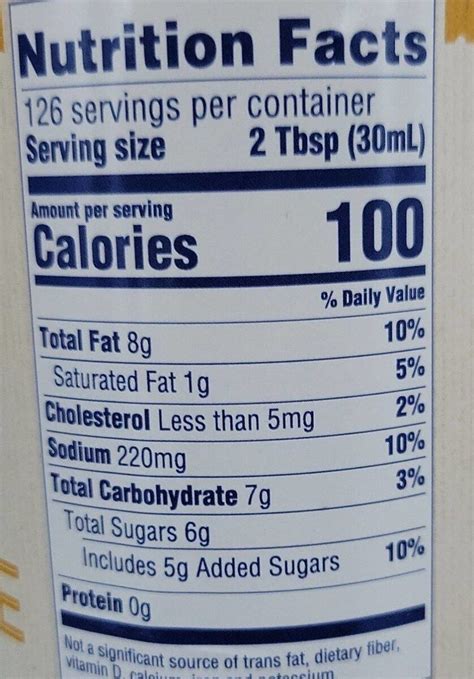 Nutrition Facts
126 servings per container
Serving size 2 Tbsp (30mL)
Amount per serving
Calories 100
% Daily Value
Total Fat 8g 10%
Saturated Fat 1g 5%
Cholesterol Less than 5mg 2%
Sodium 220mg 10%
Total Carbohydrate 7g 3%
Total Sugars 6g
Includes 5g Added Sugars 10%
Protein 0g
Not a significant source of trans fat, dietary fiber,
vitamin D,